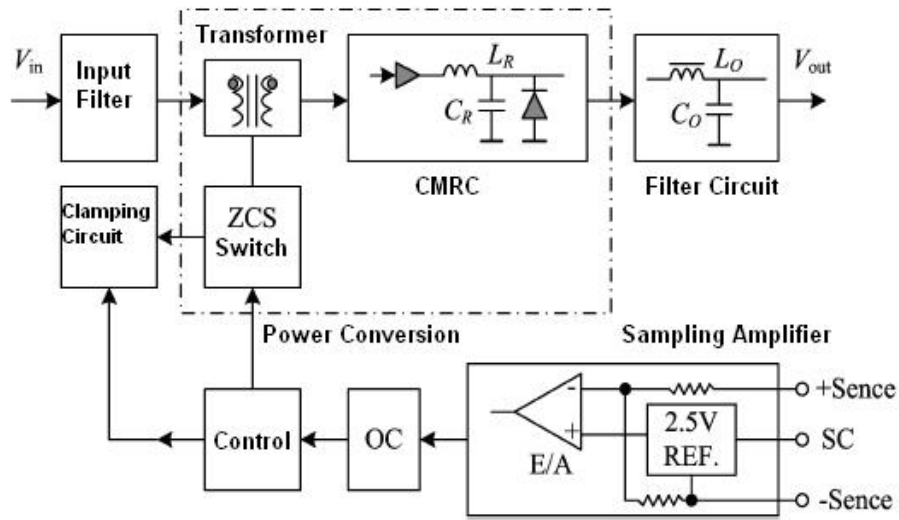 Transformer
V_in
Input
Filter
L_R
C_R
CMRC
L_O
C_O
V_out
Filter Circuit
Clamping
Circuit
ZCS
Switch
Power Conversion
Sampling Amplifier
Control
OC
-
+
E/A
2.5V
REF.
+Sence
SC
-Sence